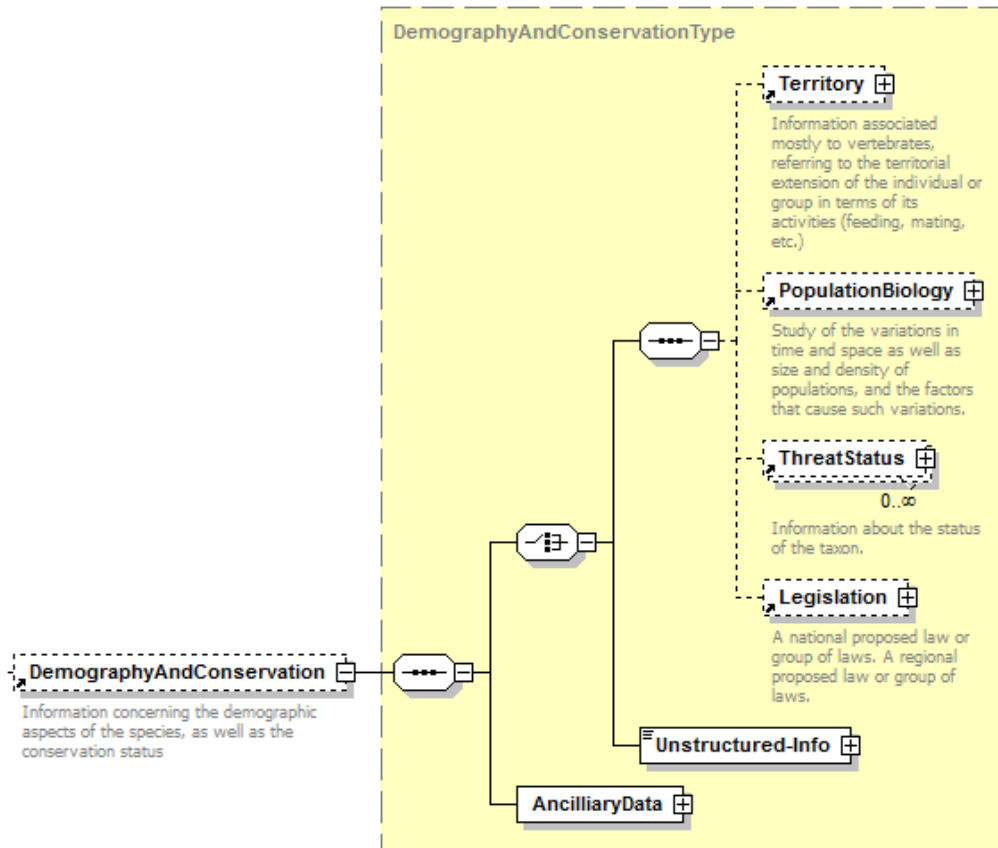 DemographyAndConservationType
Territory
Information associated
mostly to vertebrates,
referring to the territorial
extension of the individual or
group in terms of its
activities (feeding, mating,
etc.)
PopulationBiology
Study of the variations in
time and space as well as
size and density of
populations, and the factors
that cause such variations.
ThreatStatus
0..∞
Information about the status
of the taxon.
Legislation
A national proposed law or
group of laws. A regional
proposed law or group of
laws.
DemographyAndConservation
Information concerning the demographic
aspects of the species, as well as the
conservation status
Unstructured-Info
AncilliaryData